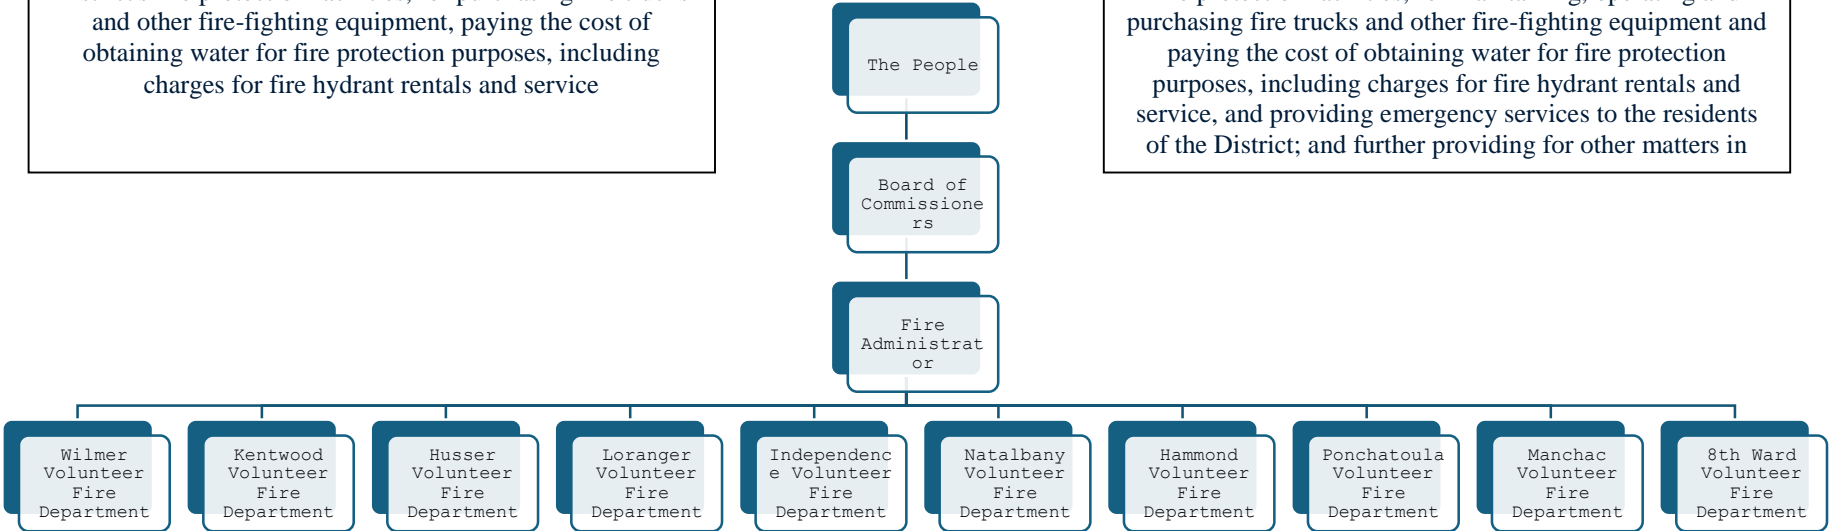 and other fire-fighting equipment, paying the cost of
obtaining water for fire protection purposes, including
charges for fire hydrant rentals and service
purchasing fire trucks and other fire-fighting equipment and
paying the cost of obtaining water for fire protection
purposes, including charges for fire hydrant rentals and
service, and providing emergency services to the residents
of the District; and further providing for other matters in
The People
Board of
Commissione
rs
Fire
Administrat
or
Wilmer
Volunteer
Fire
Department
Kentwood
Volunteer
Fire
Department
Husser
Volunteer
Fire
Department
Loranger
Volunteer
Fire
Department
Independenc
e Volunteer
Fire
Department
Natalbany
Volunteer
Fire
Department
Hammond
Volunteer
Fire
Department
Ponchatoula
Volunteer
Fire
Department
Manchac
Volunteer
Fire
Department
8th Ward
Volunteer
Fire
Department